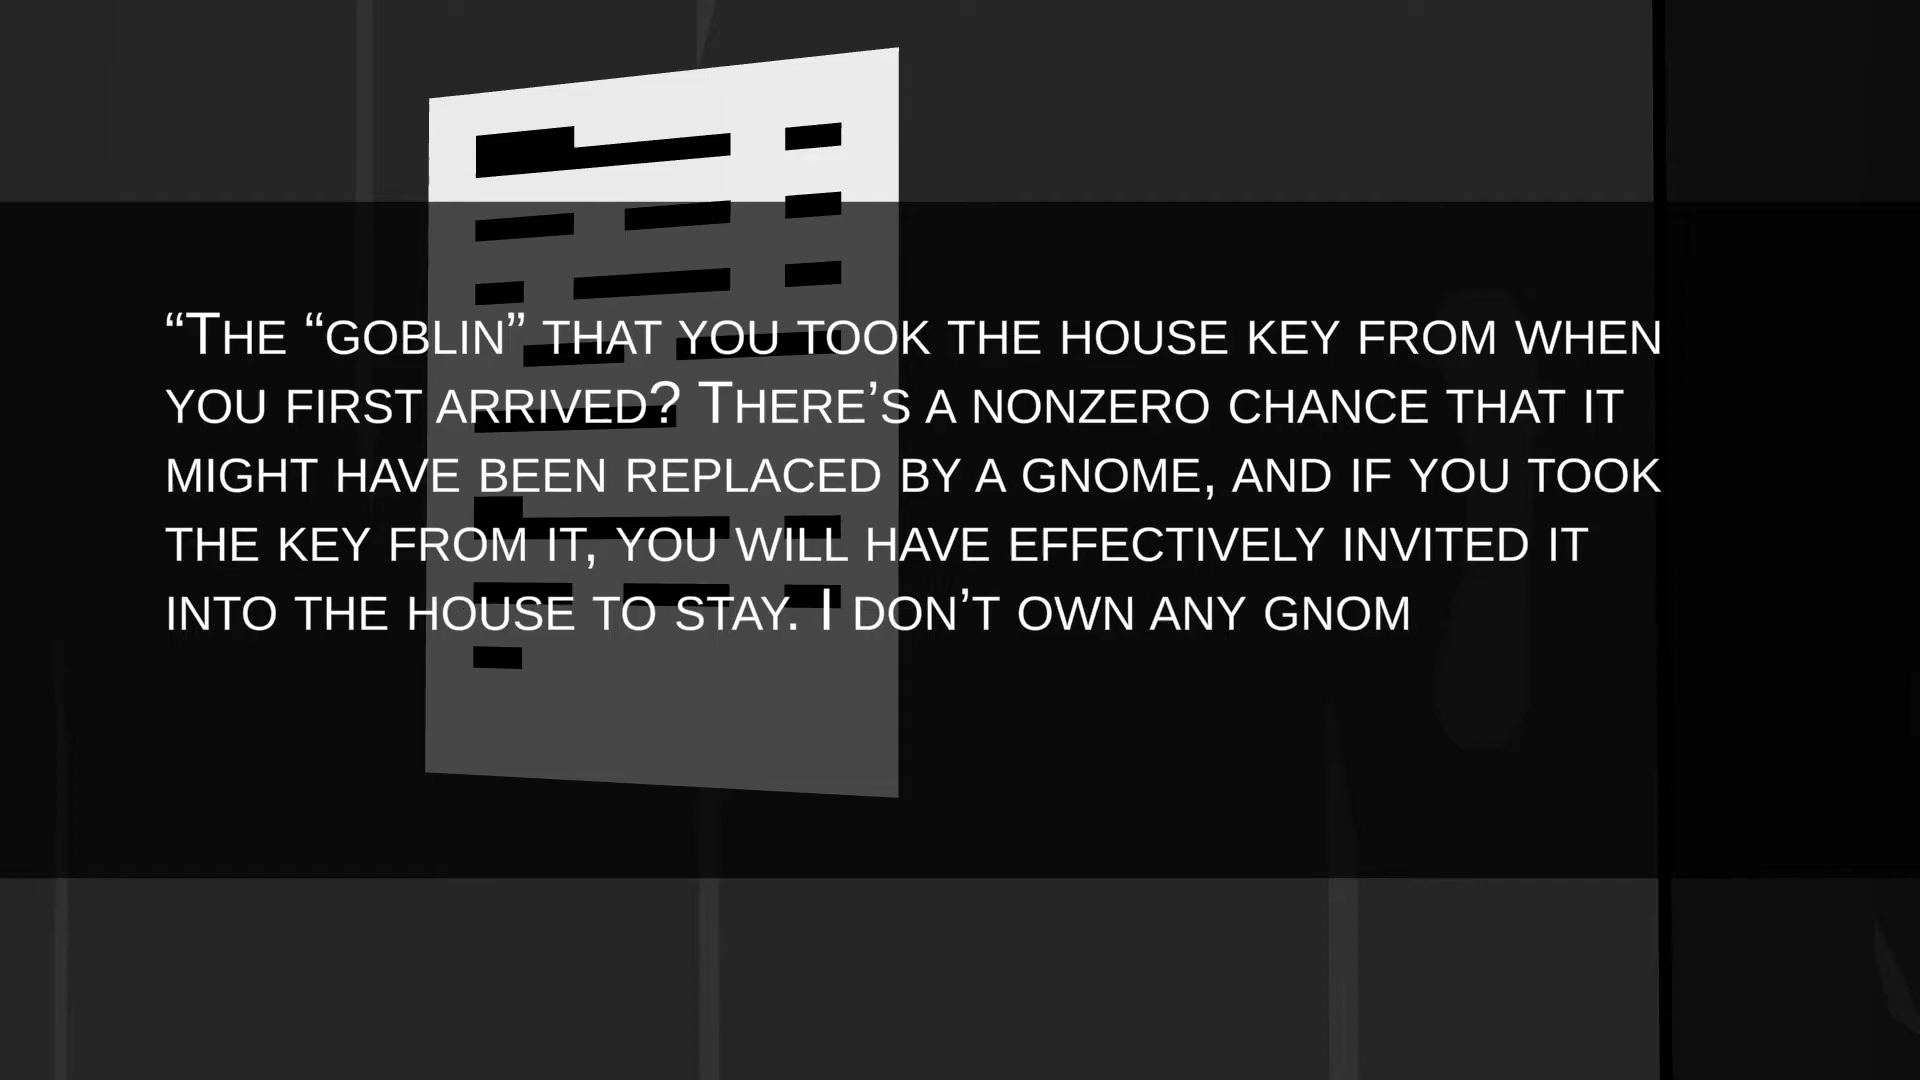 “The “goblin” that you took the house key from when
you first arrived? There’s a nonzero chance that it
might have been replaced by a gnome, and if you took
the key from it, you will have effectively invited it
into the house to stay. I don’t own any gnom